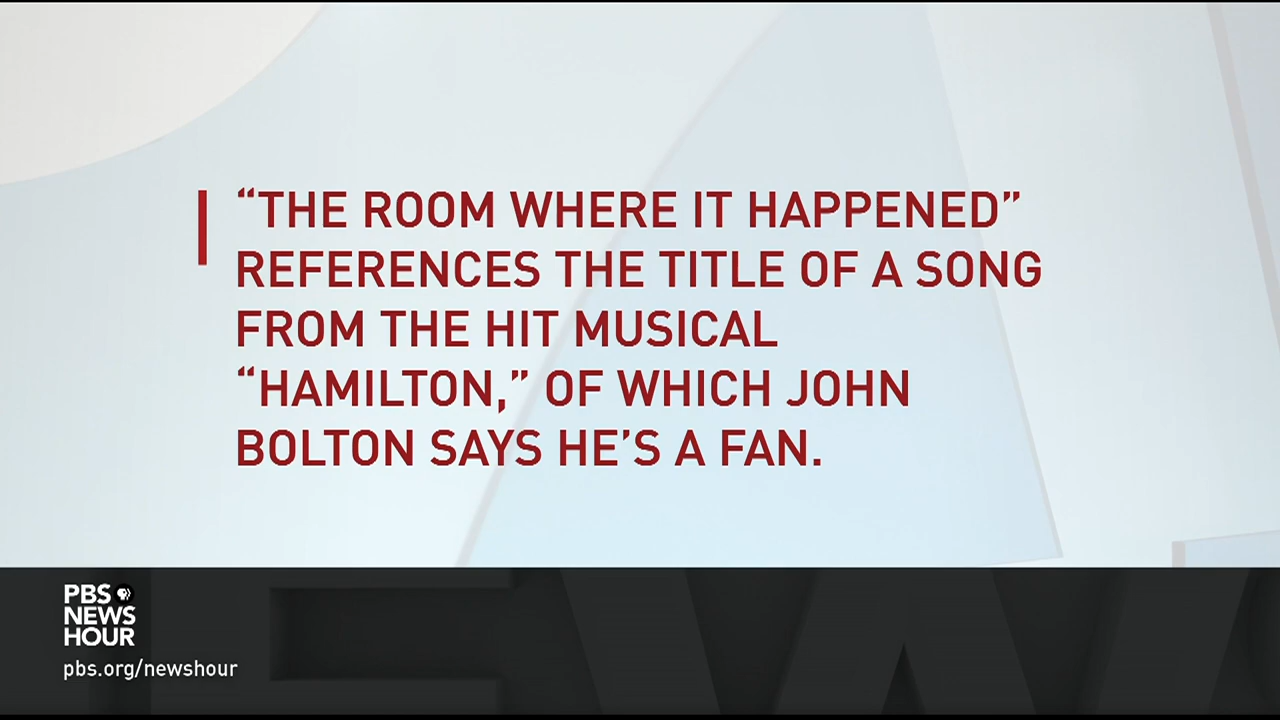 “THE ROOM WHERE IT HAPPENED”
REFERENCES THE TITLE OF A SONG
FROM THE HIT MUSICAL
“HAMILTON,” OF WHICH JOHN
BOLTON SAYS HE’S A FAN.
PBS
NEWS
HOUR
pbs.org/newshour